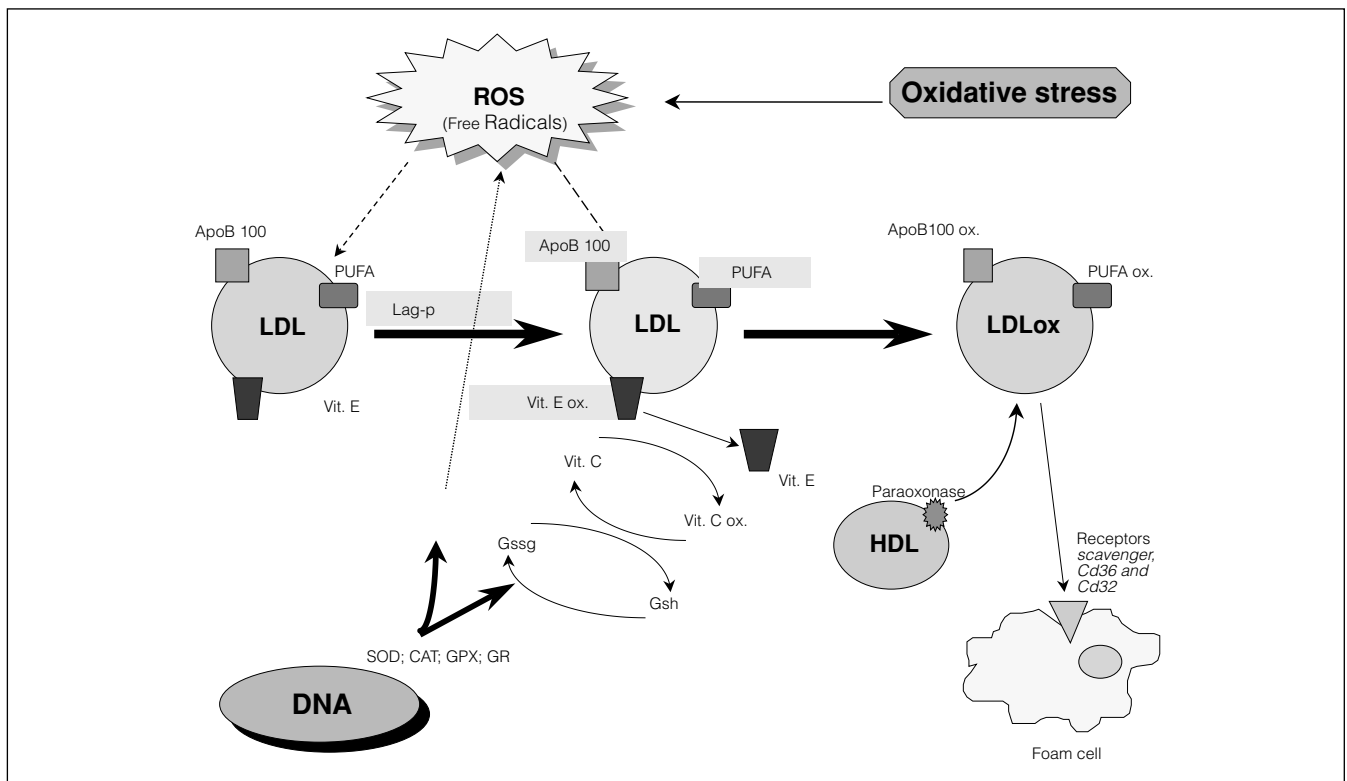 ROS
(Free Radicals)
Oxidative stress
ApoB 100
PUFA
LDL
Vit. E
Lag-p
ApoB 100
PUFA
LDL
Vit. E ox.
Vit. E
ApoB100 ox.
PUFA ox.
LDLox
Vit. C
Vit. C ox.
Gssg
Gsh
Paraoxonase
HDL
Receptors
scavenger,
Cd36 and
Cd32
SOD; CAT; GPX; GR
DNA
Foam cell